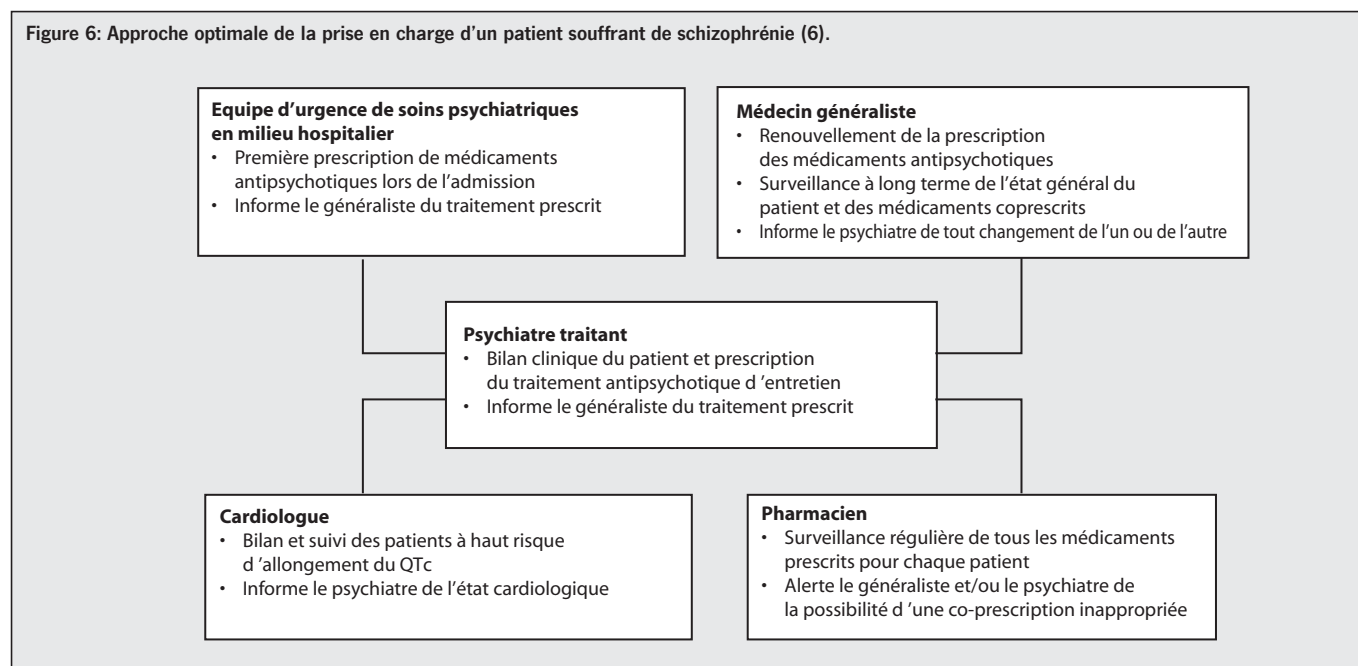 Figure 6: Approche optimale de la prise en charge d'un patient souffrant de schizophrénie (6).
Equipe d'urgence de soins psychiatriques
en milieu hospitalier
• Première prescription de médicaments
antipsychotiques lors de l'admission
• Informe le généraliste du traitement prescrit
Médecin généraliste
• Renouvellement de la prescription
des médicaments antipsychotiques
• Surveillance à long terme de l'état général du
patient et des médicaments coprescrits
• Informe le psychiatre de tout changement de l'un ou de l'autre
Psychiatre traitant
• Bilan clinique du patient et prescription
du traitement antipsychotique d 'entretien
• Informe le généraliste du traitement prescrit
Cardiologue
• Bilan et suivi des patients à haut risque
d 'allongement du QTc
• Informe le psychiatre de l'état cardiologique
Pharmacien
• Surveillance régulière de tous les médicaments
prescrits pour chaque patient
• Alerte le généraliste et/ou le psychiatre de
la possibilité d 'une co-prescription inappropriée